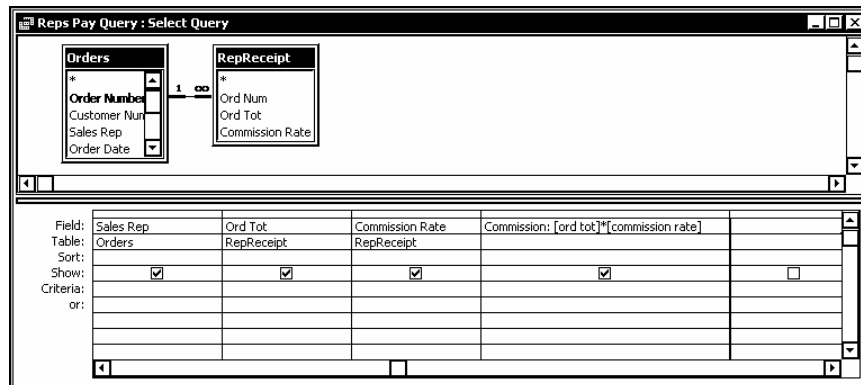 Reps Pay Query : Select Query
Orders
*
Order Number
Customer Num
Sales Rep
Order Date
1 ∞
RepReceipt
*
Ord Num
Ord Tot
Commission Rate
Field: Sales Rep Ord Tot Commission Rate Commission: [ord tot]*[commission rate]
Table: Orders RepReceipt RepReceipt
Sort:
Show:
Criteria:
or: